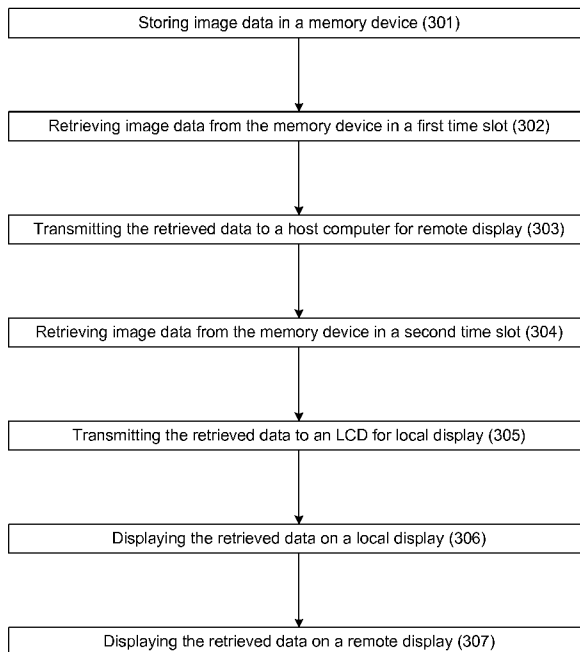 Storing image data in a memory device (301)
Retrieving image data from the memory device in a first time slot (302)
Transmitting the retrieved data to a host computer for remote display (303)
Retrieving image data from the memory device in a second time slot (304)
Transmitting the retrieved data to an LCD for local display (305)
Displaying the retrieved data on a local display (306)
Displaying the retrieved data on a remote display (307)